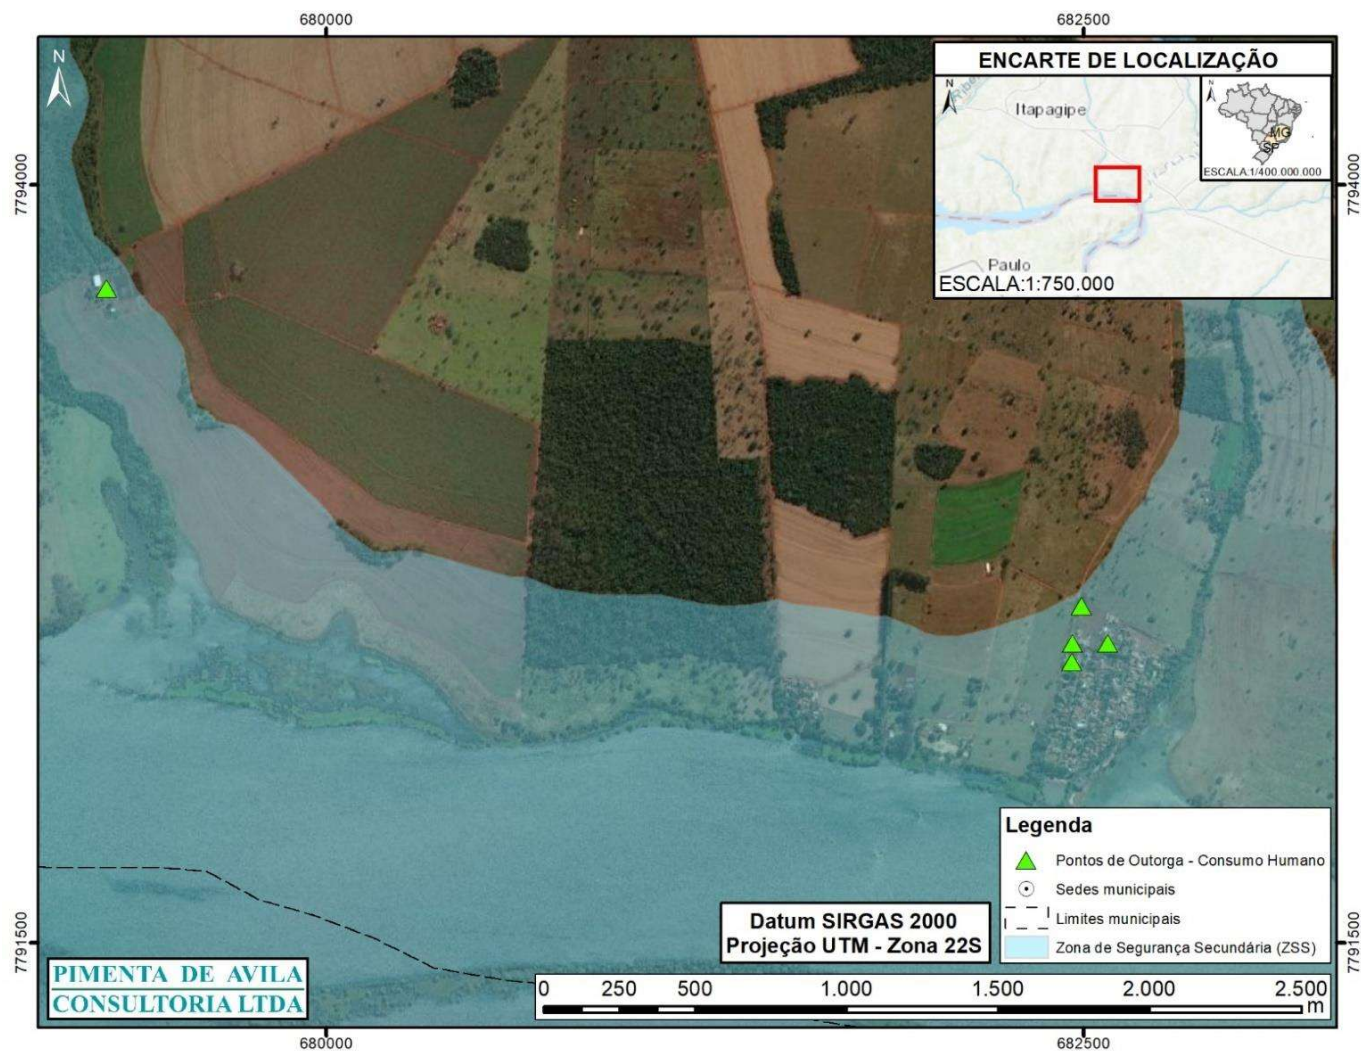 680000
682500
N
ENCARTE DE LOCALIZAÇÃO
N
Itapagipe
Paulo
ESCALA:1:750.000
N
MG
SP
ESCALA:1/400.000.000
7794000
7794000
Legenda
Pontos de Outorga - Consumo Humano
Sedes municipais
Limites municipais
Zona de Segurança Secundária (ZSS)
Datum SIRGAS 2000
Projeção UTM - Zona 22S
7791500
7791500
PIMENTA DE AVILA
CONSULTORIA LTDA
0 250 500 1.000 1.500 2.000 2.500
m
680000
682500